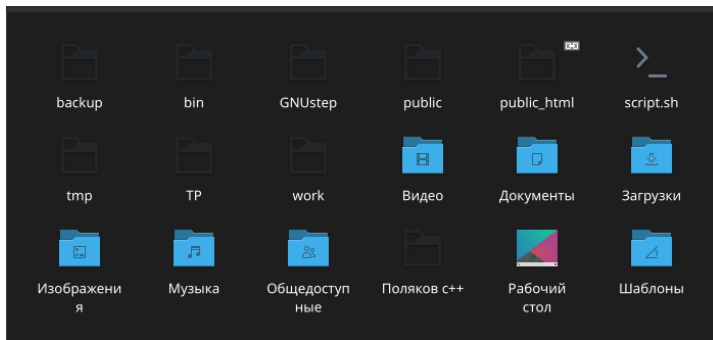 backup bin GNUstep public public_html script.sh
tmp TP work Видео Документы Загрузки
Изображени Музыка Общедоступ Поляков с++ Рабочий Шаблоны
я ные стол